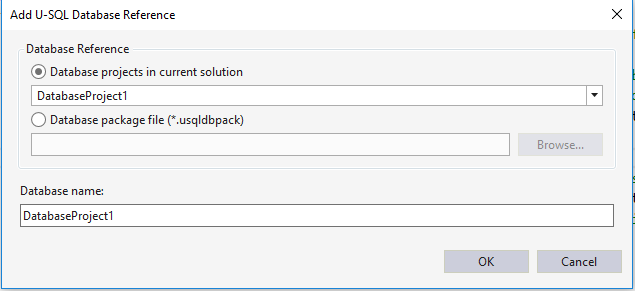 Add U-SQL Database Reference
Database Reference
Database projects in current solution
DatabaseProject1
Database package file (*.usqldbpack)
Browse...
Database name:
DatabaseProject1
OK Cancel